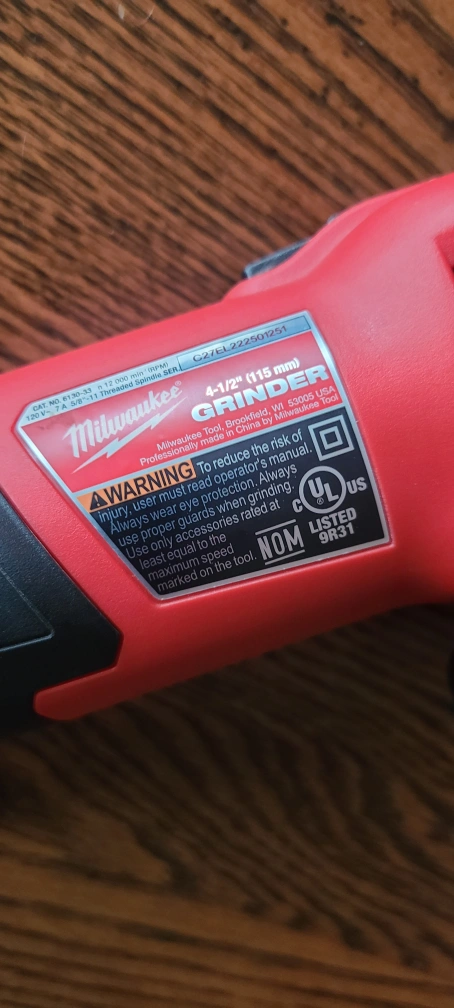 CAT. NO. 6130-33 n 12 000 min⁻¹ (RPM)
120 V~ 7 A 5/8"-11 Threaded Spindle SER.
G27EL222501251
Milwaukee®
4-1/2" (115 mm)
GRINDER
Milwaukee Tool, Brookfield, WI 53005 USA
Professionally made in China by Milwaukee Tool
WARNING To reduce the risk of
injury, user must read operator's manual.
Always wear eye protection. Always
use proper guards when grinding.
Use only accessories rated at
least equal to the
maximum speed
marked on the tool.
NOM
C UL® US
LISTED
9R31